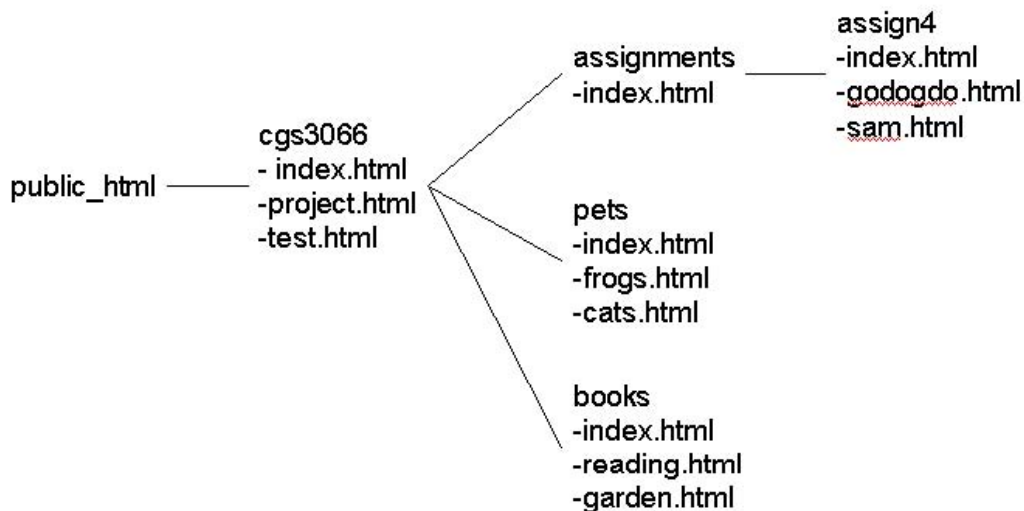 public_html
cgs3066
- index.html
-project.html
-test.html
assignments
-index.html
assign4
-index.html
-godogdo.html
-sam.html
pets
-index.html
-frogs.html
-cats.html
books
-index.html
-reading.html
-garden.html